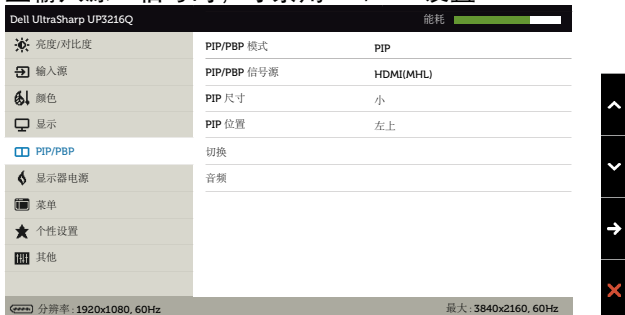 Dell UltraSharp UP3216Q 能耗
亮度/对比度
输入源
颜色
显示
PIP/PBP
显示器电源
菜单
个性设置
其他
PIP/PBP 模式 PIP
PIP/PBP 信号源 HDMI(MHL)
PIP 尺寸 小
PIP 位置 左上
切换
音频
分辨率: 1920x1080, 60Hz 最大: 3840x2160, 60Hz